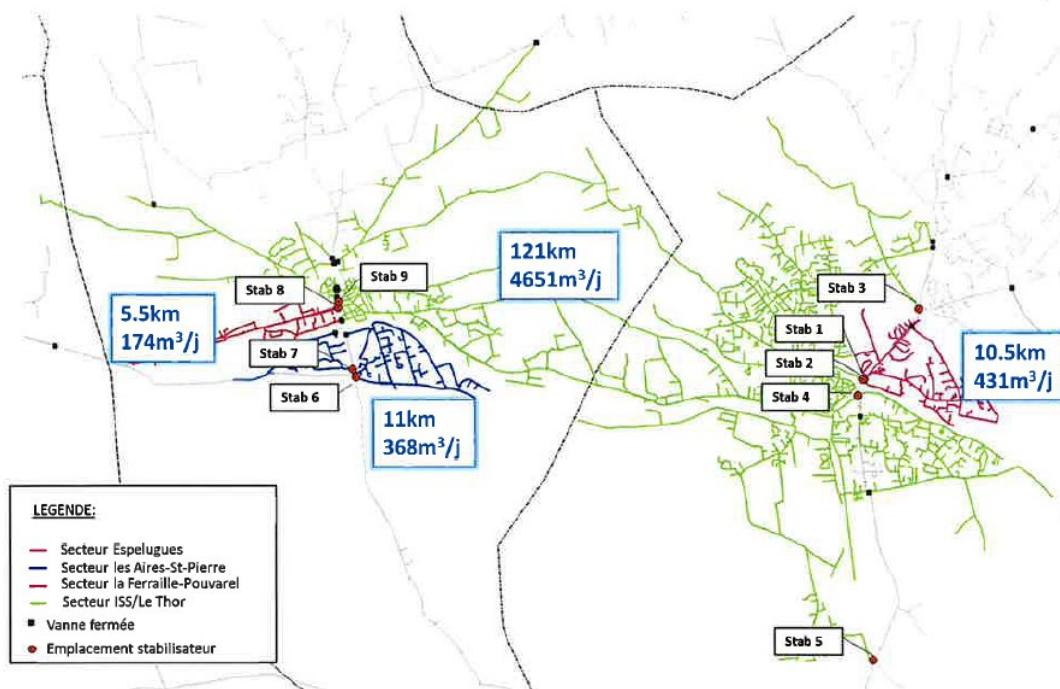 121km
4651m³/j
Stab 9
Stab 8
Stab 3
5.5km
174m³/j
Stab 1
10.5km
431m³/j
Stab 7
Stab 2
Stab 6
Stab 4
11km
368m³/j
LEGENDE:
Secteur Espelugues
Secteur les Aires-St-Pierre
Secteur la Ferraille-Pouvarel
Secteur ISS/Le Thor
Vanne fermée
Emplacement stabilisateur
Stab 5